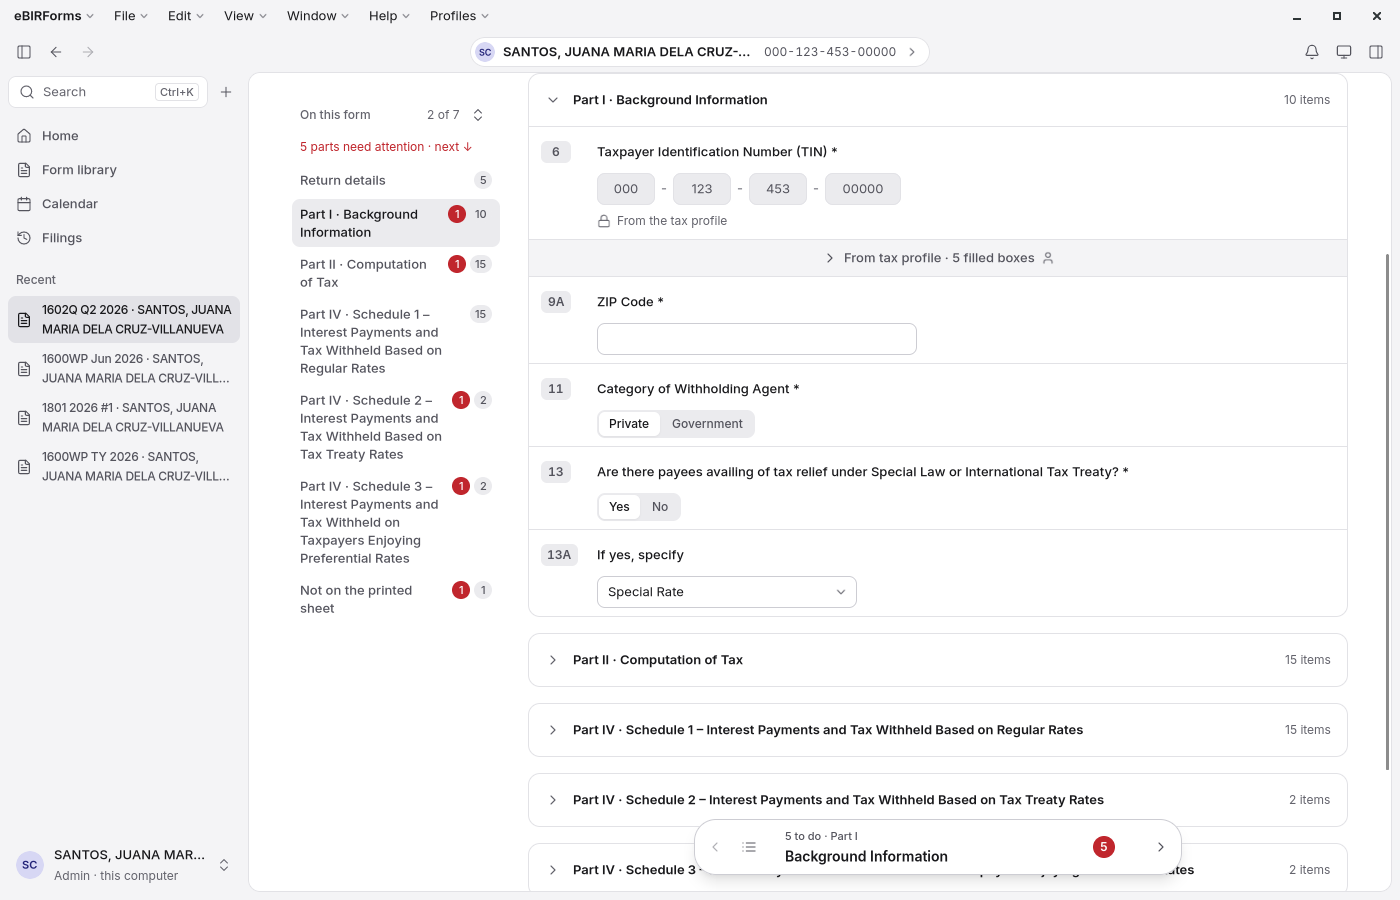 eBIRForms File Edit View Window Help Profiles
SC SANTOS, JUANA MARIA DELA CRUZ-... 000-123-453-00000
Search Ctrl+K
Home
Form library
Calendar
Filings
Recent
1602Q Q2 2026 · SANTOS, JUANA
MARIA DELA CRUZ-VILLANUEVA
1600WP Jun 2026 · SANTOS,
JUANA MARIA DELA CRUZ-VILL...
1801 2026 #1 · SANTOS, JUANA
MARIA DELA CRUZ-VILLANUEVA
1600WP TY 2026 · SANTOS,
JUANA MARIA DELA CRUZ-VILL...
SC SANTOS, JUANA MAR...
Admin · this computer
On this form 2 of 7
5 parts need attention · next ↓
Return details 5
Part I · Background 1 10
Information
Part II · Computation 1 15
of Tax
Part IV · Schedule 1 – 15
Interest Payments and
Tax Withheld Based on
Regular Rates
Part IV · Schedule 2 – 1 2
Interest Payments and
Tax Withheld Based on
Tax Treaty Rates
Part IV · Schedule 3 – 1 2
Interest Payments and
Tax Withheld on
Taxpayers Enjoying
Preferential Rates
Not on the printed 1 1
sheet
Part I · Background Information 10 items
6 Taxpayer Identification Number (TIN) *
000 - 123 - 453 - 00000
From the tax profile
From tax profile · 5 filled boxes
9A ZIP Code *
11 Category of Withholding Agent *
Private Government
13 Are there payees availing of tax relief under Special Law or International Tax Treaty? *
Yes No
13A If yes, specify
Special Rate
Part II · Computation of Tax 15 items
Part IV · Schedule 1 – Interest Payments and Tax Withheld Based on Regular Rates 15 items
Part IV · Schedule 2 – Interest Payments and Tax Withheld Based on Tax Treaty Rates 2 items
Part IV · Schedule 3 2 items
5 to do · Part I
Background Information 5